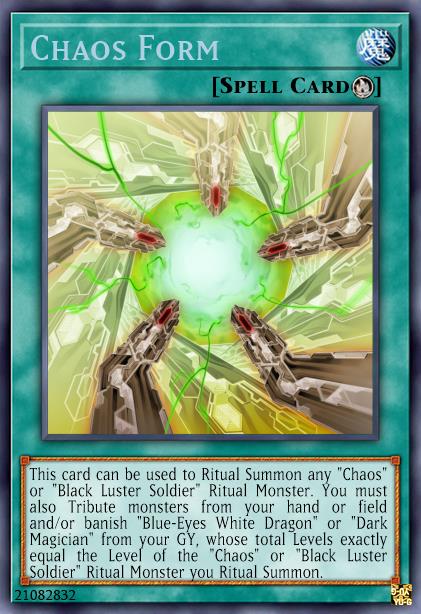 Chaos Form
[Spell Card]
This card can be used to Ritual Summon any "Chaos"
or "Black Luster Soldier" Ritual Monster. You must
also Tribute monsters from your hand or field
and/or banish "Blue-Eyes White Dragon" or "Dark
Magician" from your GY, whose total Levels exactly
equal the Level of the "Chaos" or "Black Luster
Soldier" Ritual Monster you Ritual Summon.
21082832